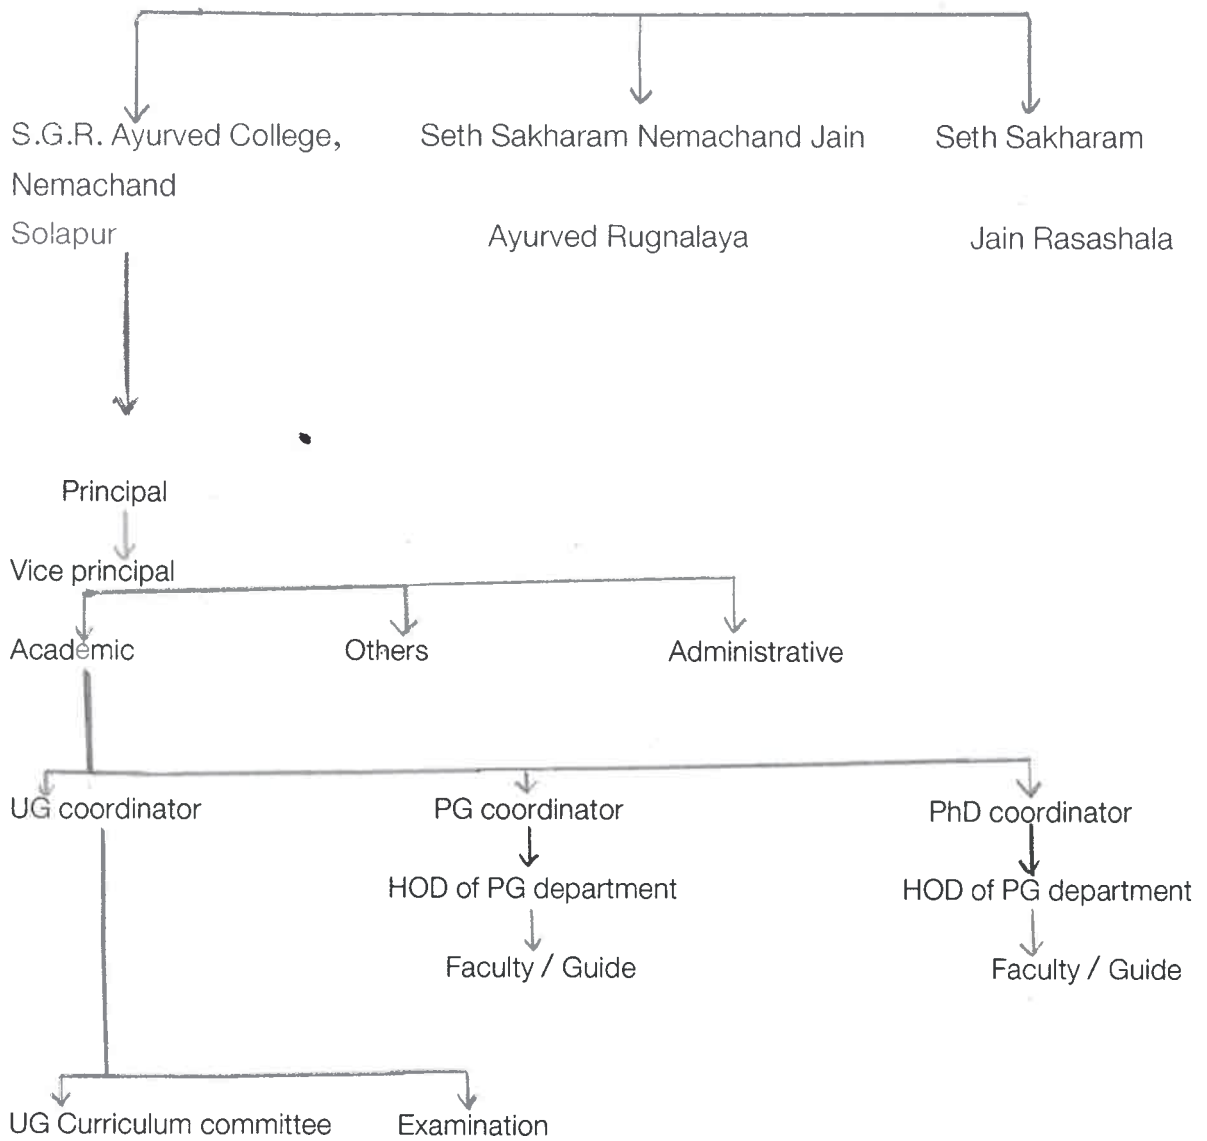 S.G.R. Ayurved College, Seth Sakharam Nemachand Jain Seth Sakharam
Nemachand
Solapur Ayurved Rugnalaya Jain Rasashala
Principal
Vice principal
Academic Others Administrative
UG coordinator PG coordinator PhD coordinator
HOD of PG department HOD of PG department
Faculty / Guide Faculty / Guide
UG Curriculum committee Examination